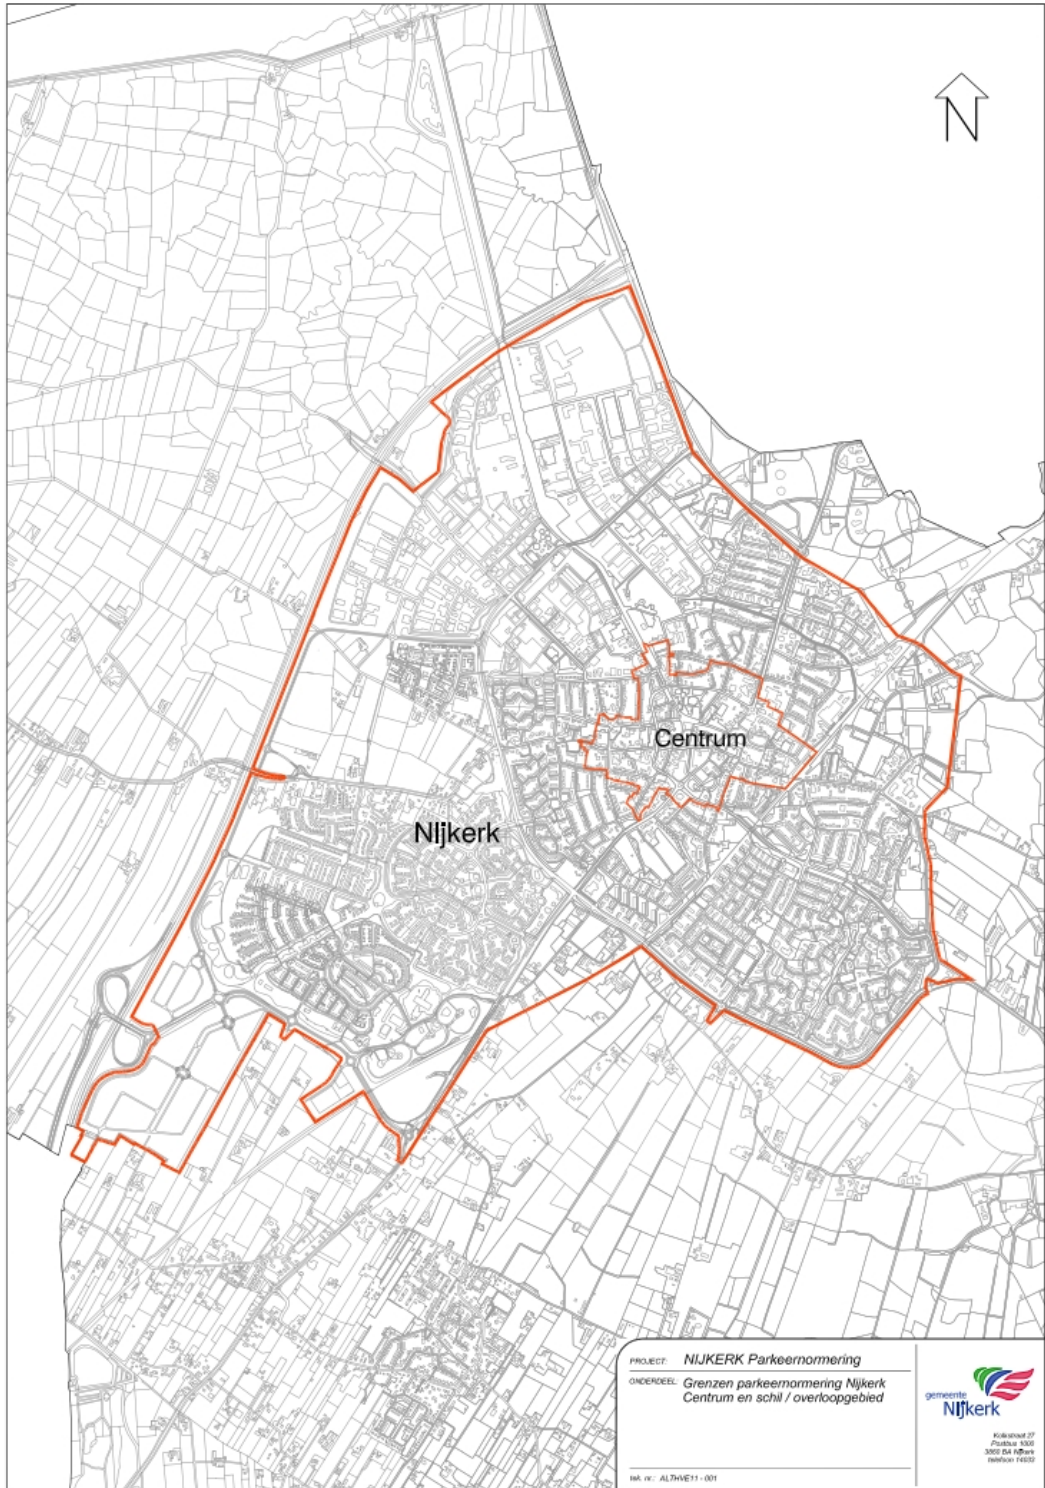 N
Centrum
NIjkerk
PROJECT: NIJKERK Parkeernormering
ONDERDEEL: Grenzen parkeernormering Nijkerk
Centrum en schil / overloopgebied
gemeente
NIjkerk
Kolkstraat 27
Postbus 1000
3860 BA Nijkerk
telefoon 14033
tek. nr.: ALTHVE11 - 001